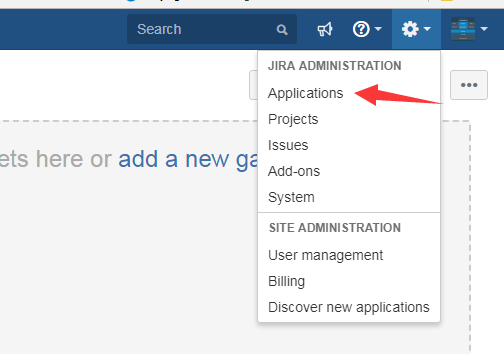 Search
JIRA ADMINISTRATION
Applications
Projects
Issues
Add-ons
System
SITE ADMINISTRATION
User management
Billing
Discover new applications
ets here or add a new ga